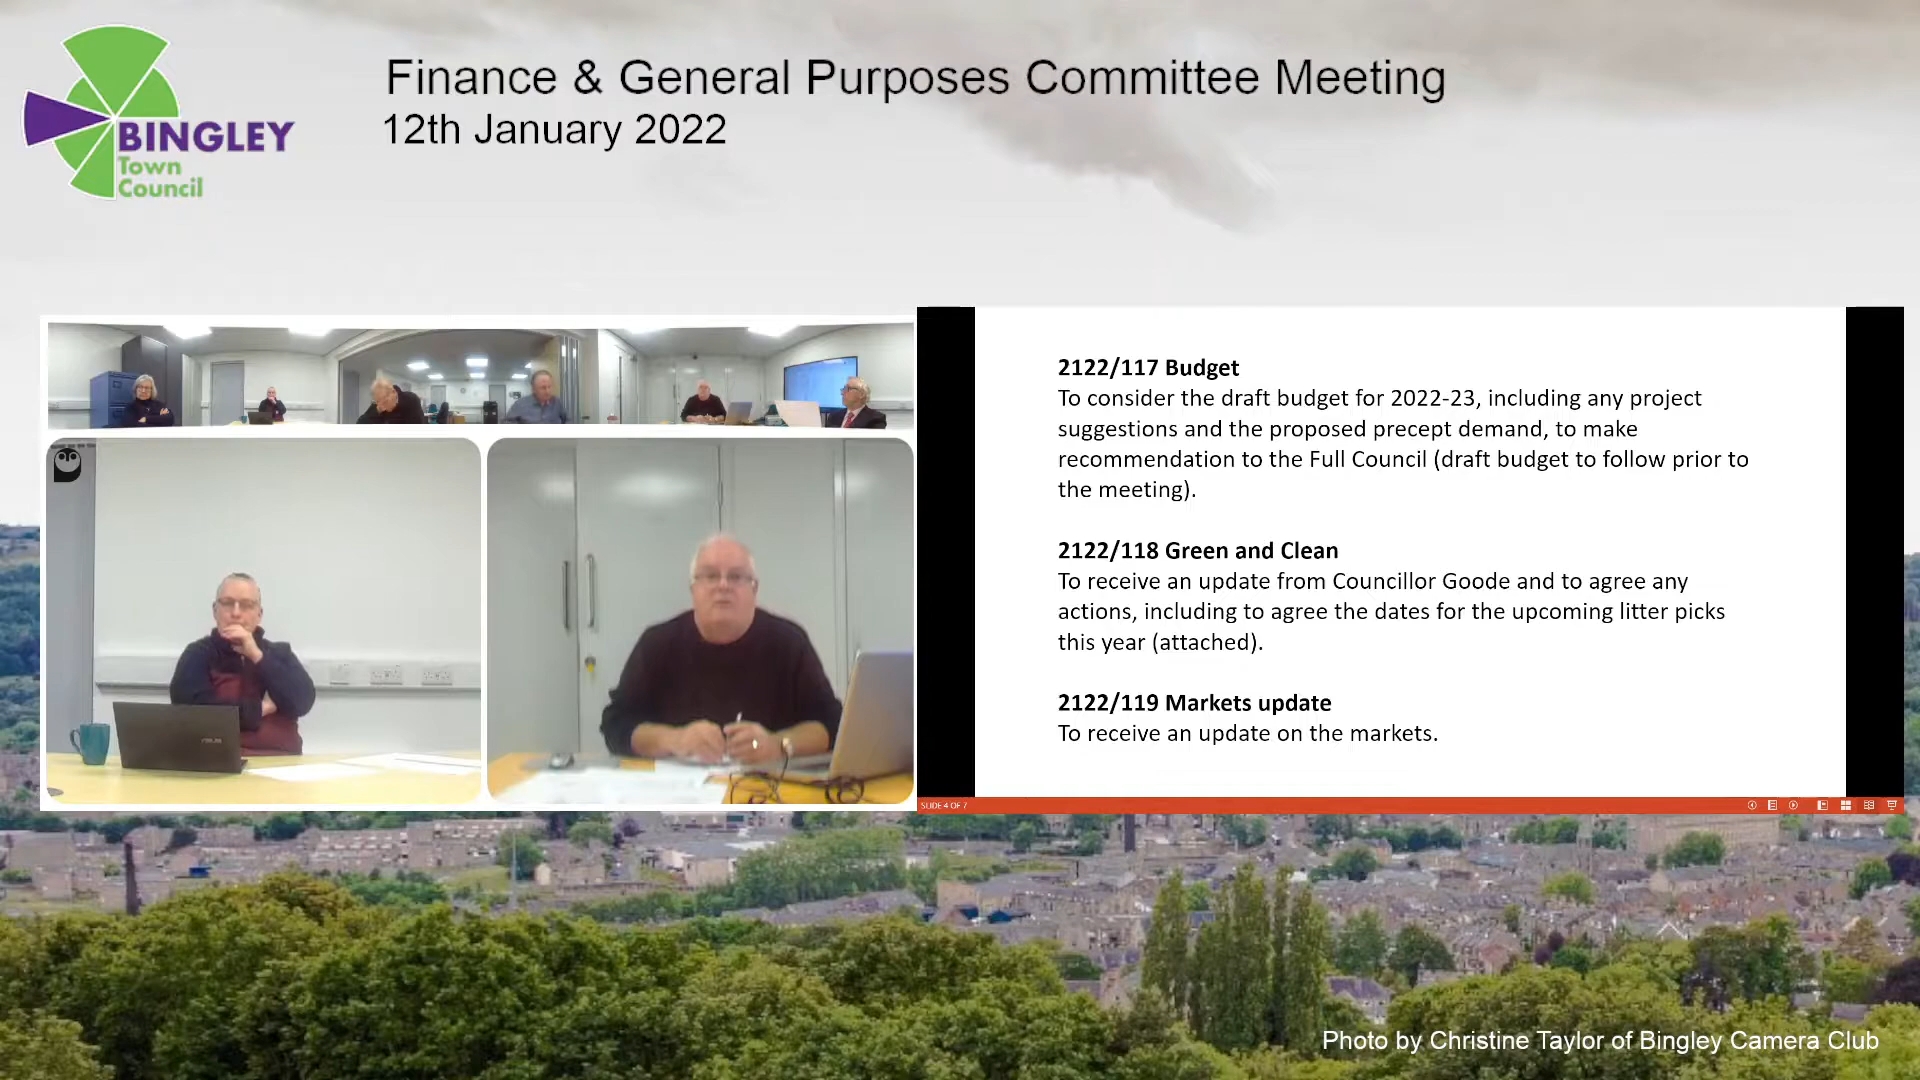 BINGLEY
Town
Council
Finance & General Purposes Committee Meeting
12th January 2022
2122/117 Budget
To consider the draft budget for 2022-23, including any project
suggestions and the proposed precept demand, to make
recommendation to the Full Council (draft budget to follow prior to
the meeting).
2122/118 Green and Clean
To receive an update from Councillor Goode and to agree any
actions, including to agree the dates for the upcoming litter picks
this year (attached).
2122/119 Markets update
To receive an update on the markets.
SLIDE 4 OF 7
Photo by Christine Taylor of Bingley Camera Club